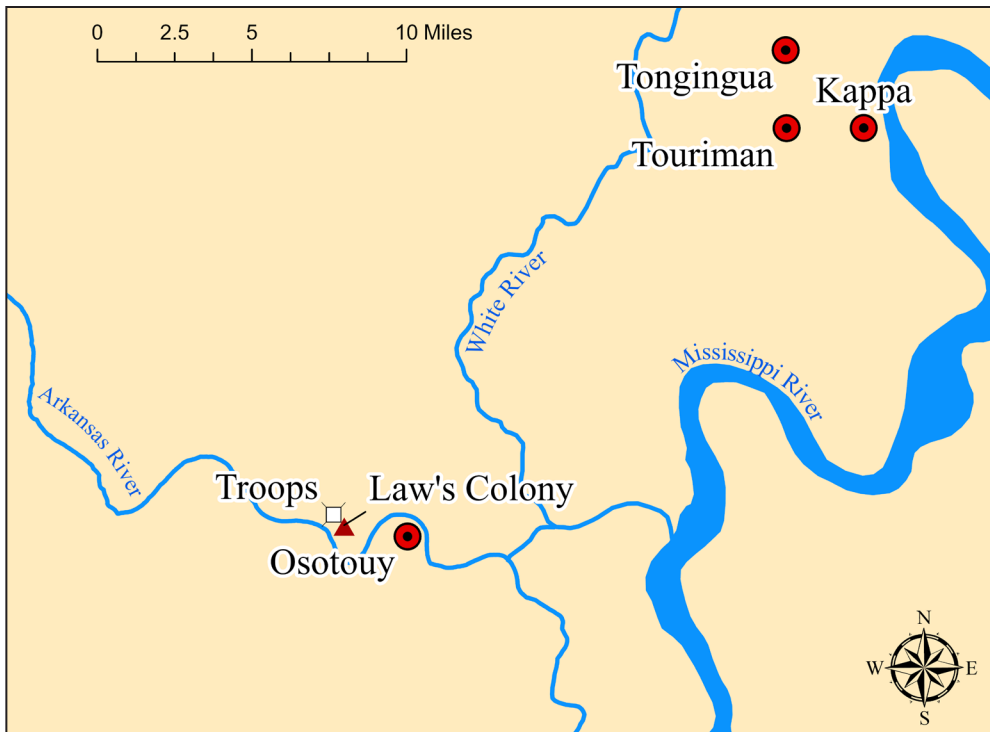 0 2.5 5 10 Miles
Tongingua
Kappa
Touriman
White River
Mississippi River
Arkansas River
Troops
Law's Colony
Osotouy
N
W E
S